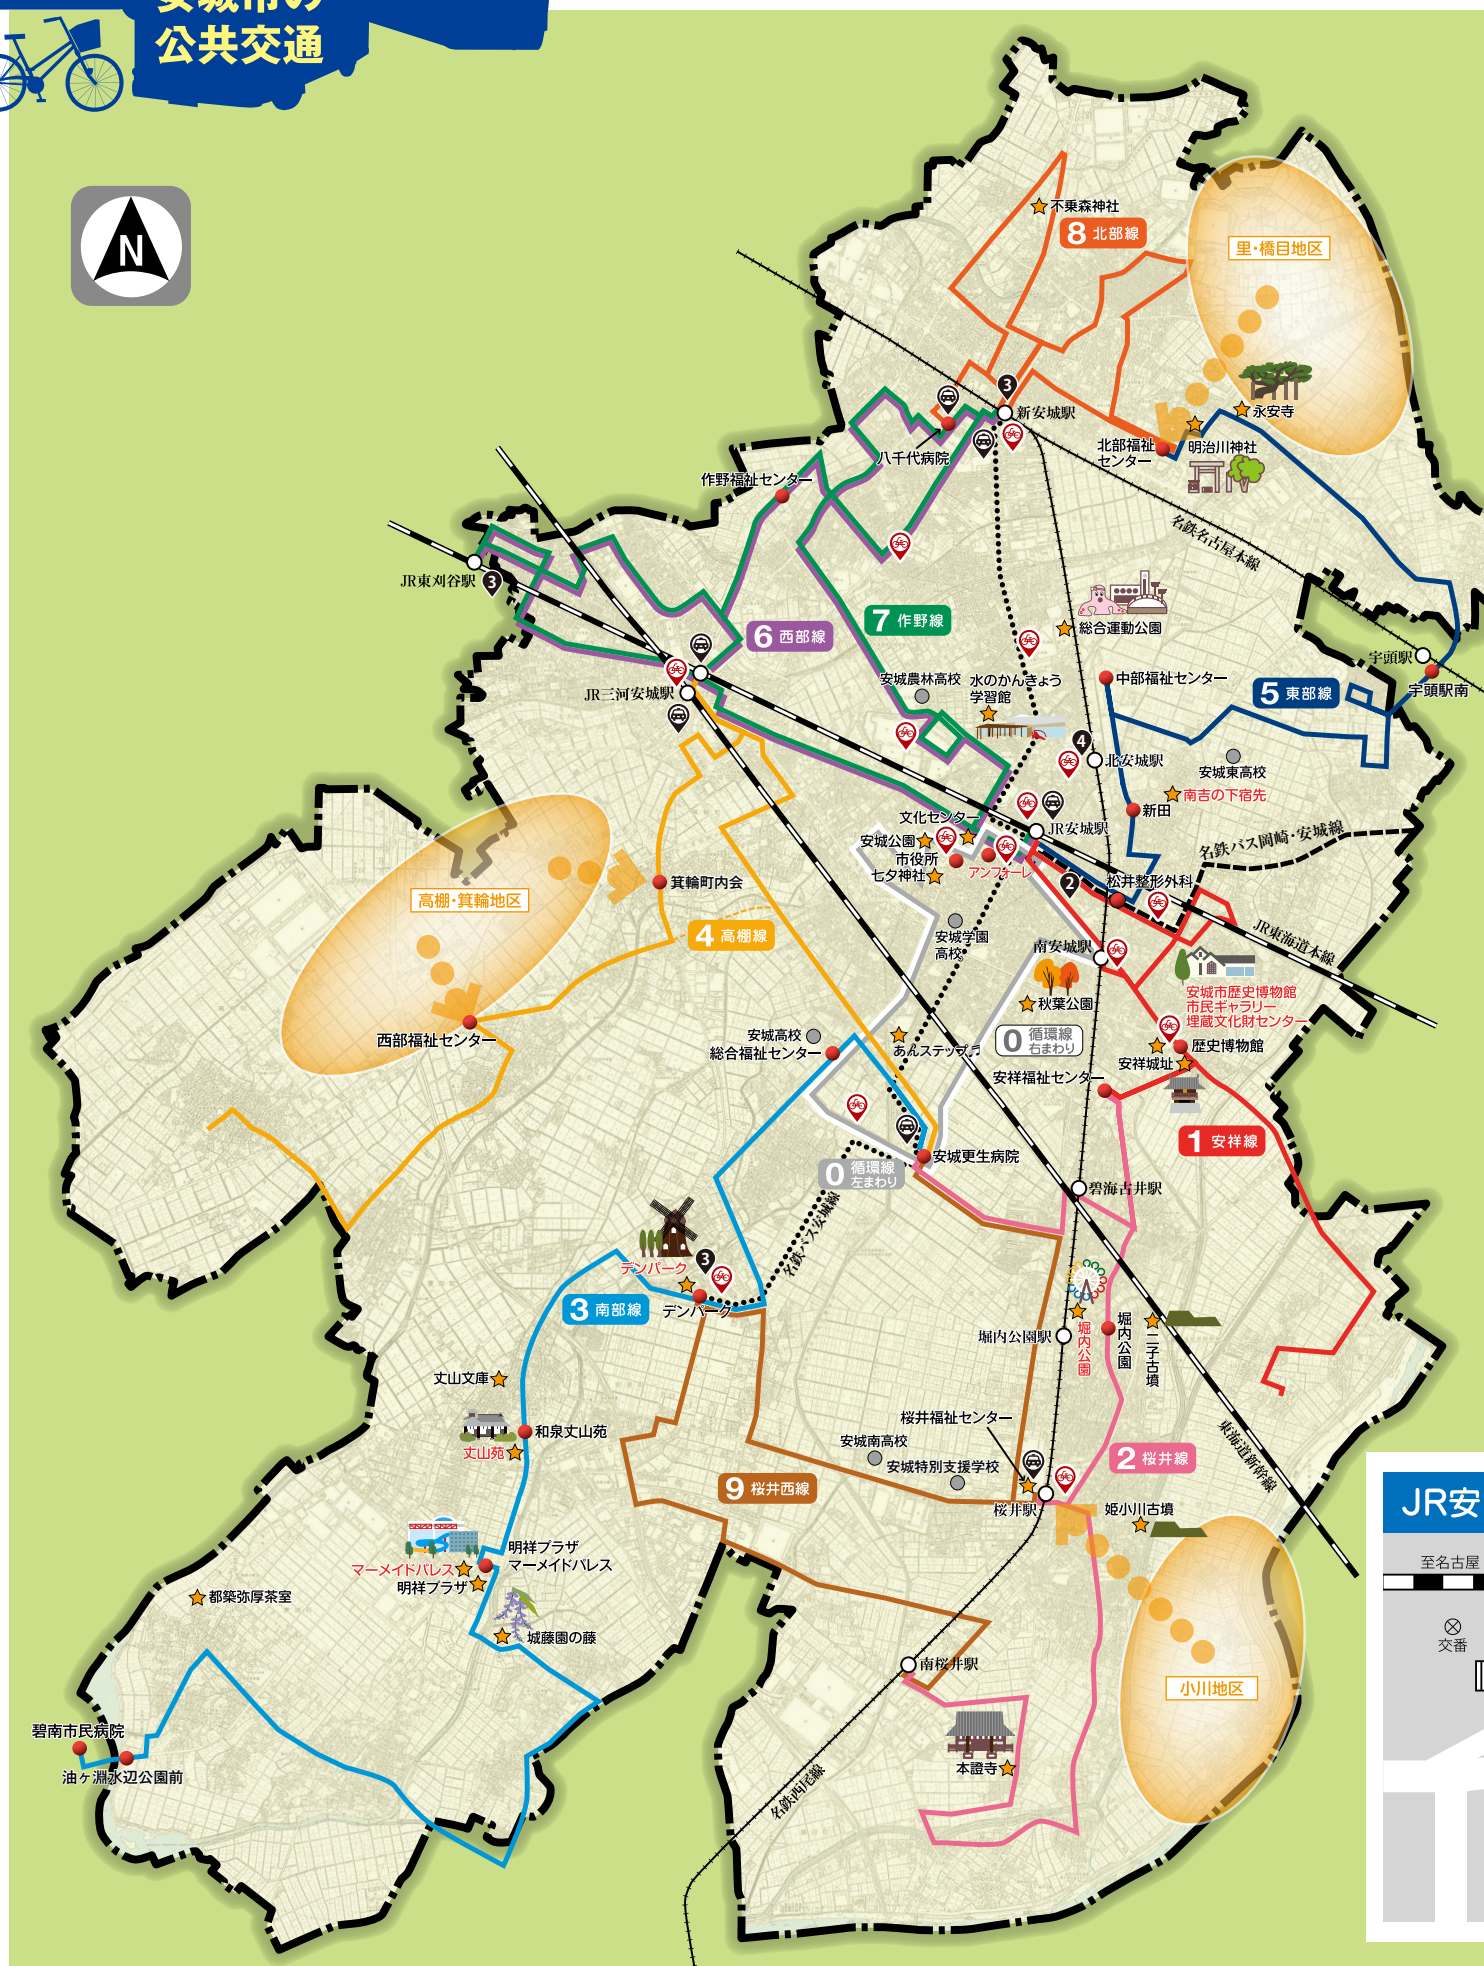 安城市の
公共交通
N
不乗森神社
8 北部線
里・橋目地区
3
新安城駅
永安寺
八千代病院
北部福祉
センター
明治川神社
作野福祉センター
名鉄名古屋本線
JR東刈谷駅
3
総合運動公園
7 作野線
6 西部線
宇頭駅
宇頭駅南
中部福祉センター
安城農林高校
水のかんきょう
学習館
5 東部線
JR三河安城駅
4
北安城駅
安城東高校
南吉の下宿先
新田
文化センター
JR安城駅
安城公園
市役所
アンフォーレ
七夕神社
名鉄バス岡崎・安城線
2
松井整形外科
箕輪町内会
高棚・箕輪地区
4 高棚線
安城学園
高校
南安城駅
JR東海道本線
安城市歴史博物館
市民ギャラリー
埋蔵文化財センター
秋葉公園
西部福祉センター
安城高校
総合福祉センター
あんステップ♬
0 循環線
右まわり
歴史博物館
安祥城址
安祥福祉センター
1 安祥線
安城更生病院
0 循環線
左まわり
碧海古井駅
名鉄バス安城線
デンパーク
3
デンパーク
3 南部線
堀内公園駅
堀内公園
堀内公園
二子古墳
丈山文庫
和泉丈山苑
丈山苑
桜井福祉センター
安城南高校
安城特別支援学校
2 桜井線
東海道新幹線
9 桜井西線
桜井駅
姫小川古墳
JR安
至名古屋
交番
明祥プラザ
マーメイドパレス
マーメイドパレス
明祥プラザ
都築弥厚茶室
城藤園の藤
南桜井駅
小川地区
碧南市民病院
油ヶ淵水辺公園前
本證寺
名鉄西尾線